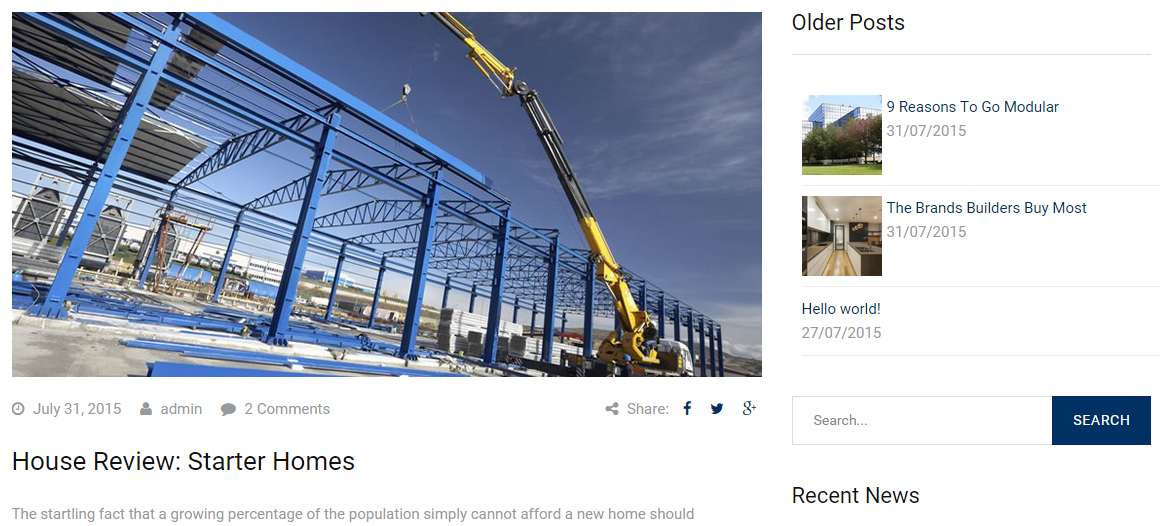 July 31, 2015 admin 2 Comments Share:
House Review: Starter Homes
The startling fact that a growing percentage of the population simply cannot afford a new home should
Older Posts
9 Reasons To Go Modular
31/07/2015
The Brands Builders Buy Most
31/07/2015
Hello world!
27/07/2015
Search... SEARCH
Recent News